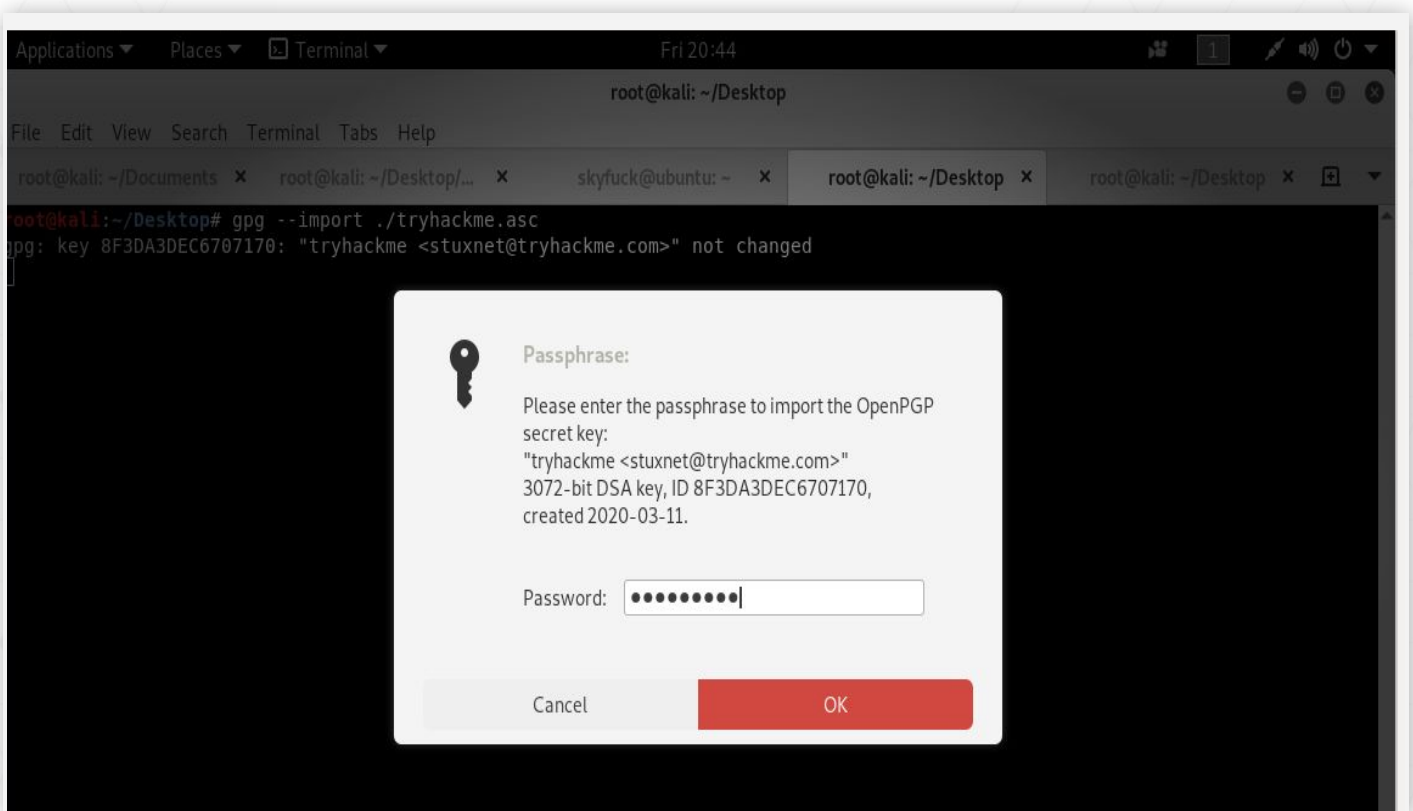 Applications Places Terminal Fri 20:44 1
root@kali: ~/Desktop
File Edit View Search Terminal Tabs Help
root@kali: ~/Documents × root@kali: ~/Desktop/... × skyfuck@ubuntu: ~ × root@kali: ~/Desktop × root@kali: ~/Desktop ×
root@kali:~/Desktop# gpg --import ./tryhackme.asc
gpg: key 8F3DA3DEC6707170: "tryhackme <stuxnet@tryhackme.com>" not changed
Passphrase:
Please enter the passphrase to import the OpenPGP
secret key:
"tryhackme <stuxnet@tryhackme.com>"
3072-bit DSA key, ID 8F3DA3DEC6707170,
created 2020-03-11.
Password: ●●●●●●●●●
Cancel OK